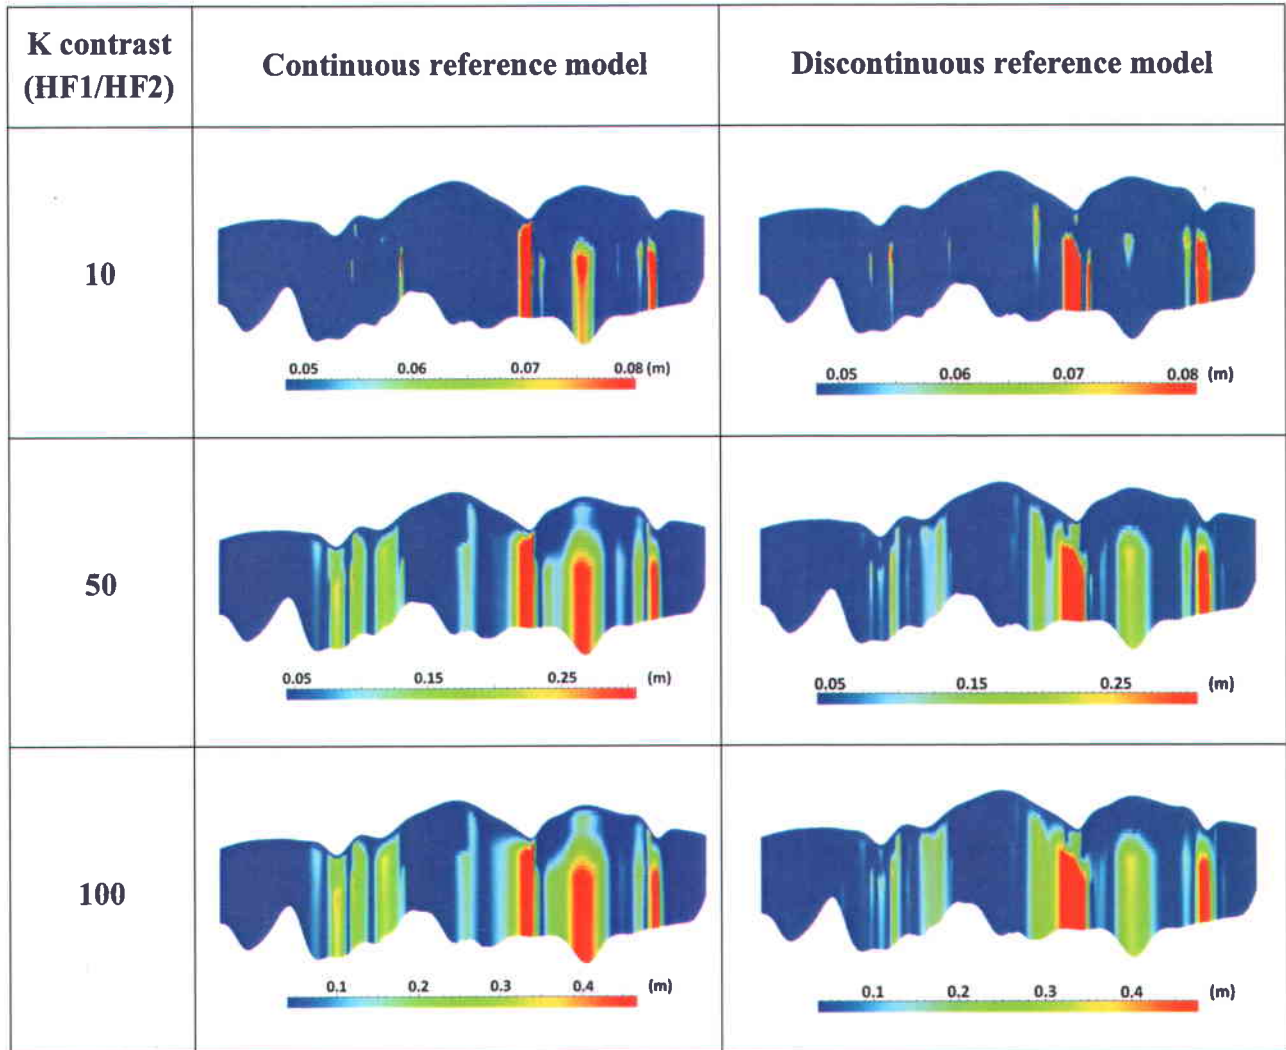 K contrast
(HF1/HF2)
Continuous reference model
Discontinuous reference model
10
0.05 0.06 0.07 0.08 (m)
0.05 0.06 0.07 0.08 (m)
50
0.05 0.15 0.25 (m)
0.05 0.15 0.25 (m)
100
0.1 0.2 0.3 0.4 (m)
0.1 0.2 0.3 0.4 (m)